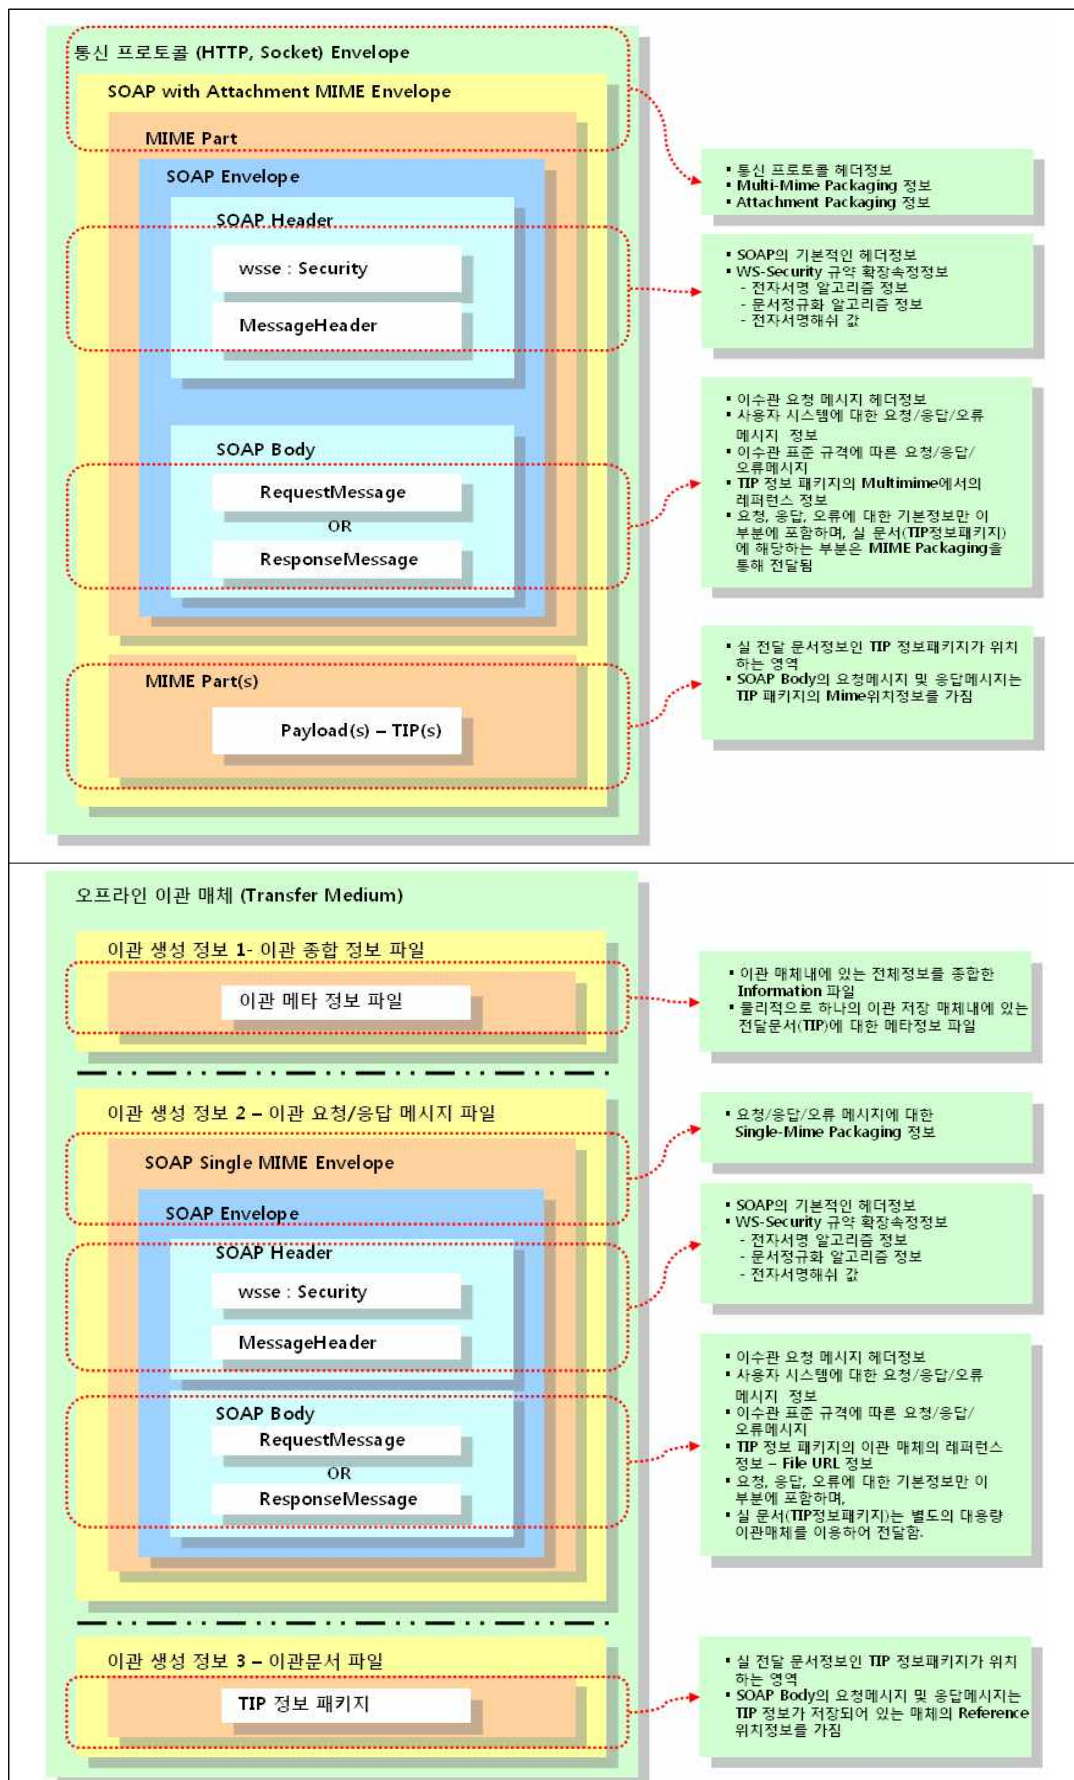 통신 프로토콜 (HTTP, Socket) Envelope
SOAP with Attachment MIME Envelope
MIME Part
SOAP Envelope
SOAP Header
wsse : Security
MessageHeader
SOAP Body
RequestMessage
OR
ResponseMessage
MIME Part(s)
Payload(s) – TIP(s)
▪ 통신 프로토콜 헤더정보
▪ Multi-Mime Packaging 정보
▪ Attachment Packaging 정보
▪ SOAP의 기본적인 헤더정보
▪ WS-Security 규약 확장속정정보
- 전자서명 알고리즘 정보
- 문서정규화 알고리즘 정보
- 전자서명해쉬 값
▪ 이수관 요청 메시지 헤더정보
▪ 사용자 시스템에 대한 요청/응답/오류
메시지 정보
▪ 이수관 표준 규격에 따른 요청/응답/
오류메시지
▪ TIP 정보 패키지의 Multimime에서의
레퍼런스 정보
▪ 요청, 응답, 오류에 대한 기본정보만 이
부분에 포함하며, 실 문서(TIP정보패키지)
에 해당하는 부분은 MIME Packaging을
통해 전달됨
▪ 실 전달 문서정보인 TIP 정보패키지가 위치
하는 영역
▪ SOAP Body의 요청메시지 및 응답메시지는
TIP 패키지의 Mime위치정보를 가짐
오프라인 이관 매체 (Transfer Medium)
이관 생성 정보 1- 이관 종합 정보 파일
이관 메타 정보 파일
이관 생성 정보 2 – 이관 요청/응답 메시지 파일
SOAP Single MIME Envelope
SOAP Envelope
SOAP Header
wsse : Security
MessageHeader
SOAP Body
RequestMessage
OR
ResponseMessage
이관 생성 정보 3 – 이관문서 파일
TIP 정보 패키지
▪ 이관 매체내에 있는 전체정보를 종합한
Information 파일
▪ 물리적으로 하나의 이관 저장 매체내에 있는
전달문서(TIP)에 대한 메타정보 파일
▪ 요청/응답/오류 메시지에 대한
Single-Mime Packaging 정보
▪ SOAP의 기본적인 헤더정보
▪ WS-Security 규약 확장속정정보
- 전자서명 알고리즘 정보
- 문서정규화 알고리즘 정보
- 전자서명해쉬 값
▪ 이수관 요청 메시지 헤더정보
▪ 사용자 시스템에 대한 요청/응답/오류
메시지 정보
▪ 이수관 표준 규격에 따른 요청/응답/
오류메시지
▪ TIP 정보 패키지의 이관 매체의 레퍼런스
정보 – File URL 정보
▪ 요청, 응답, 오류에 대한 기본정보만 이
부분에 포함하며,
▪ 실 문서(TIP정보패키지)는 별도의 대용량
이관매체를 이용하여 전달함.
▪ 실 전달 문서정보인 TIP 정보패키지가 위치
하는 영역
▪ SOAP Body의 요청메시지 및 응답메시지는
TIP 정보가 저장되어 있는 매체의 Reference
위치정보를 가짐